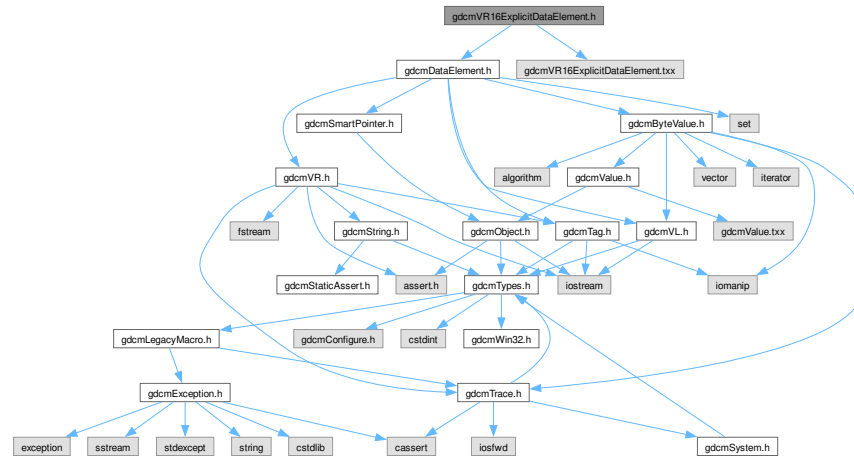 gdcmVR16ExplicitDataElement.h
gdcmDataElement.h
gdcmVR16ExplicitDataElement.txx
gdcmSmartPointer.h
gdcmByteValue.h
set
gdcmVR.h
algorithm
gdcmValue.h
vector
iterator
fstream
gdcmString.h
gdcmObject.h
gdcmTag.h
gdcmVL.h
gdcmValue.txx
gdcmStaticAssert.h
assert.h
gdcmTypes.h
iostream
iomanip
gdcmLegacyMacro.h
gdcmConfigure.h
cstdint
gdcmWin32.h
gdcmException.h
gdcmTrace.h
exception
sstream
stdexcept
string
cstdlib
cassert
iosfwd
gdcmSystem.h